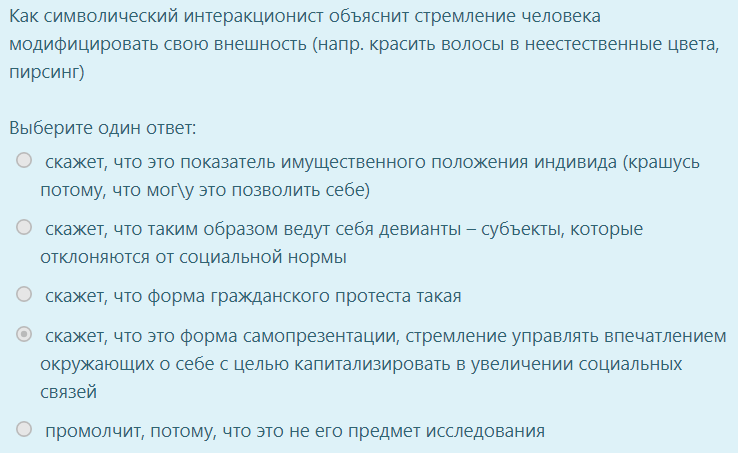 Как символический интеракционист объяснит стремление человека
модифицировать свою внешность (напр. красить волосы в неестественные цвета,
пирсинг)
Выберите один ответ:
скажет, что это показатель имущественного положения индивида (крашусь
потому, что мог\у это позволить себе)
скажет, что таким образом ведут себя девианты – субъекты, которые
отклоняются от социальной нормы
скажет, что форма гражданского протеста такая
скажет, что это форма самопрезентации, стремление управлять впечатлением
окружающих о себе с целью капитализировать в увеличении социальных
связей
промолчит, потому, что это не его предмет исследования